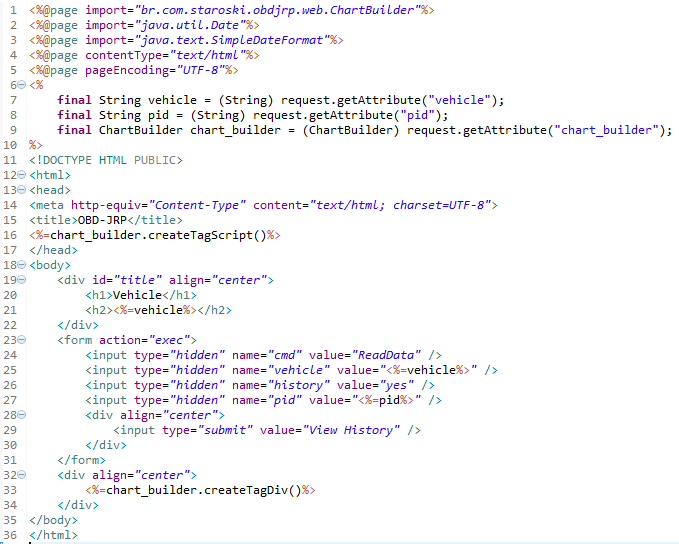 1 <%@page import="br.com.staroski.obdjrp.web.ChartBuilder"%>
2 <%@page import="java.util.Date"%>
3 <%@page import="java.text.SimpleDateFormat"%>
4 <%@page contentType="text/html"%>
5 <%@page pageEncoding="UTF-8"%>
6 <%
7     final String vehicle = (String) request.getAttribute("vehicle");
8     final String pid = (String) request.getAttribute("pid");
9     final ChartBuilder chart_builder = (ChartBuilder) request.getAttribute("chart_builder");
10 %>
11 <!DOCTYPE HTML PUBLIC>
12 <html>
13 <head>
14 <meta http-equiv="Content-Type" content="text/html; charset=UTF-8">
15 <title>OBD-JRP</title>
16 <%=chart_builder.createTagScript()%>
17 </head>
18 <body>
19     <div id="title" align="center">
20         <h1>Vehicle</h1>
21         <h2><%=vehicle%></h2>
22     </div>
23     <form action="exec">
24         <input type="hidden" name="cmd" value="ReadData" />
25         <input type="hidden" name="vehicle" value="<%=vehicle%>" />
26         <input type="hidden" name="history" value="yes" />
27         <input type="hidden" name="pid" value="<%=pid%>" />
28         <div align="center">
29             <input type="submit" value="View History" />
30         </div>
31     </form>
32     <div align="center">
33         <%=chart_builder.createTagDiv()%>
34     </div>
35 </body>
36 </html>